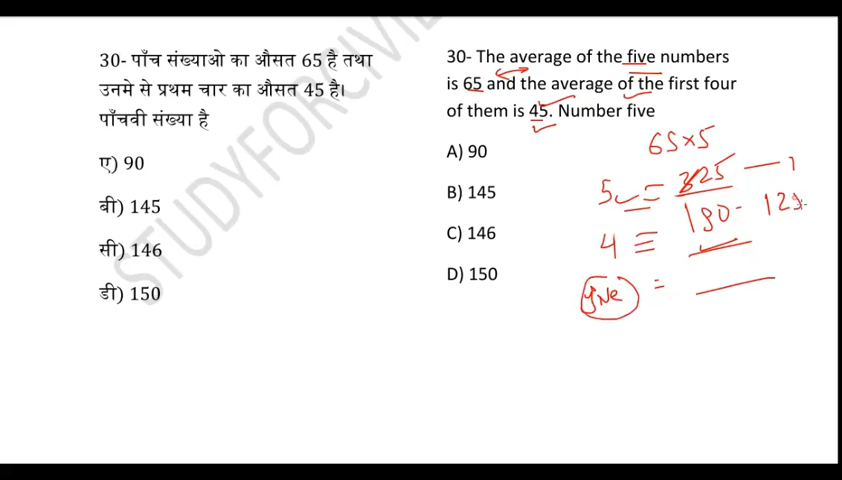 30- पाँच संख्याओ का औसत 65 है तथा
उनमे से प्रथम चार का औसत 45 है।
पाँचवी संख्या है
ए) 90
बी) 145
सी) 146
डी) 150
30- The average of the five numbers
is 65 and the average of the first four
of them is 45. Number five
A) 90
B) 145
C) 146
D) 150
65×5
5 = 325
4 ≡ 180
=
STUDYFORCIVIL